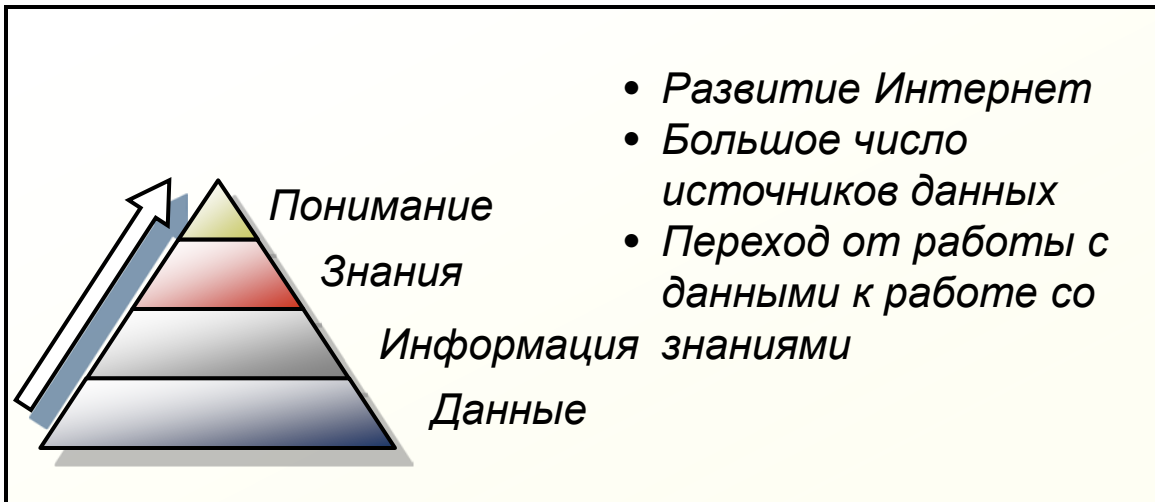 Понимание
Знания
Информация
Данные
• Развитие Интернет
• Большое число
источников данных
• Переход от работы с
данными к работе со
знаниями